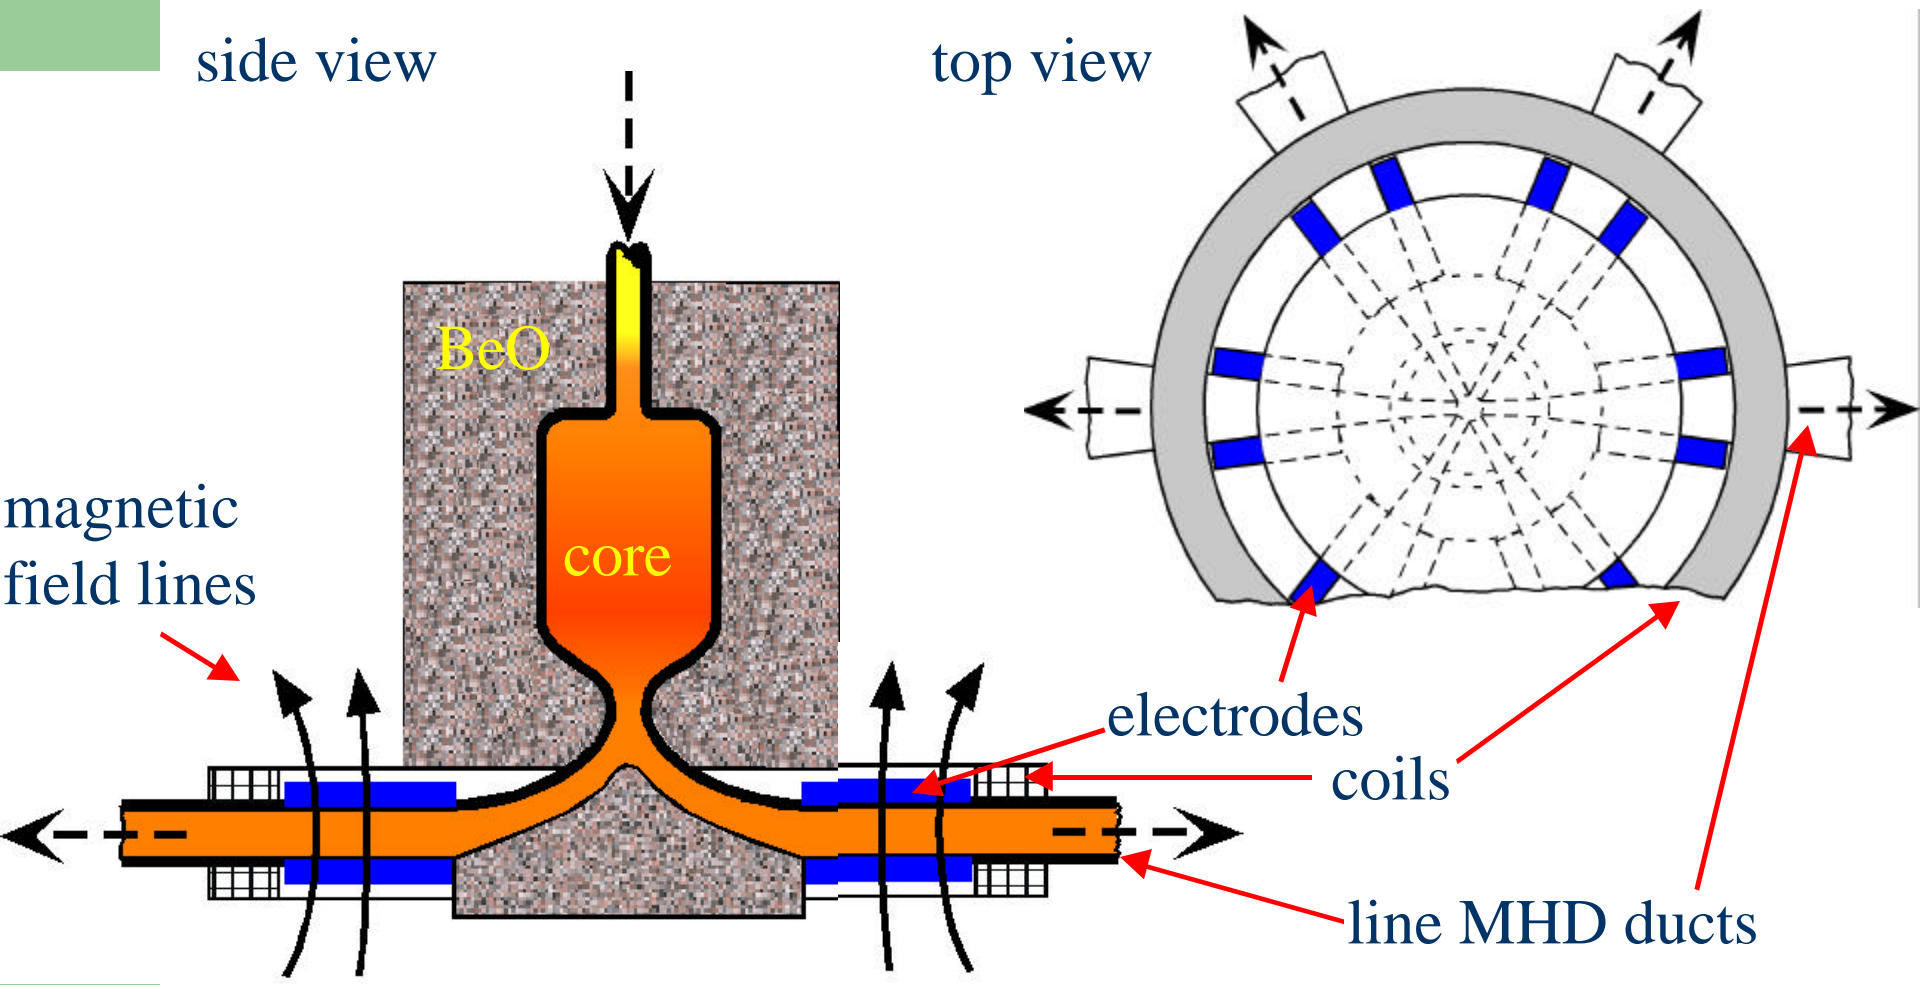 side view
top view
BeO
magnetic
field lines
core
electrodes
coils
line MHD ducts